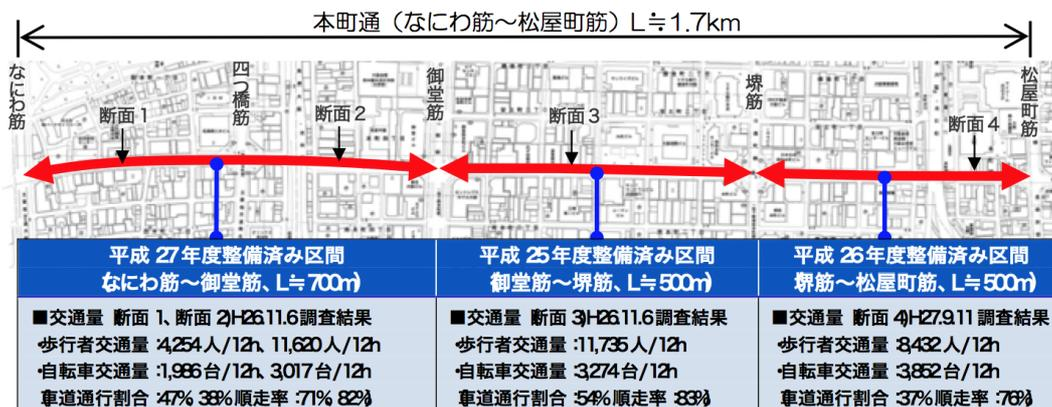 本町通（なにわ筋～松屋町筋）L≒1.7km
なにわ筋
四つ橋筋
御堂筋
堺筋
松屋町筋
断面1
断面2
断面3
断面4
平成27年度整備済み区間
（なにわ筋～御堂筋、L≒700m）
■交通量（断面1、断面2）H26.11.6調査結果
・歩行者交通量：4,254人/12h、11,620人/12h
・自転車交通量：1,986台/12h、3,017台/12h
（車道通行割合：47%、38%順走率：71%、82%）
平成25年度整備済み区間
（御堂筋～堺筋、L≒500m）
■交通量（断面3）H26.11.6調査結果
・歩行者交通量：11,735人/12h
・自転車交通量：3,274台/12h
（車道通行割合：54%順走率：83%）
平成26年度整備済み区間
（堺筋～松屋町筋、L≒500m）
■交通量（断面4）H27.9.11調査結果
・歩行者交通量：8,432人/12h
・自転車交通量：3,852台/12h
（車道通行割合：37%順走率：76%）